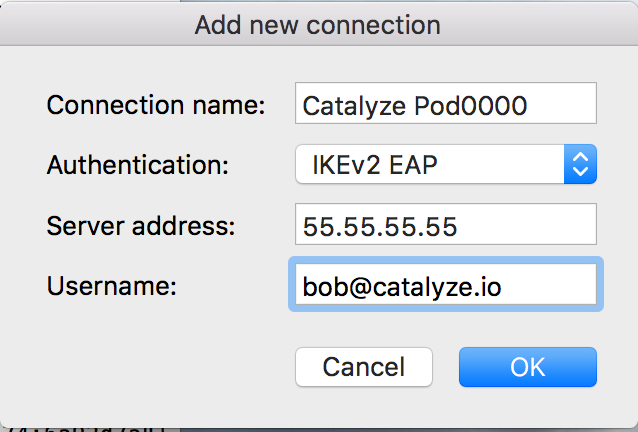 Add new connection
Connection name: Catalyze Pod0000
Authentication: IKEv2 EAP
Server address: 55.55.55.55
Username: bob@catalyze.io
Cancel OK